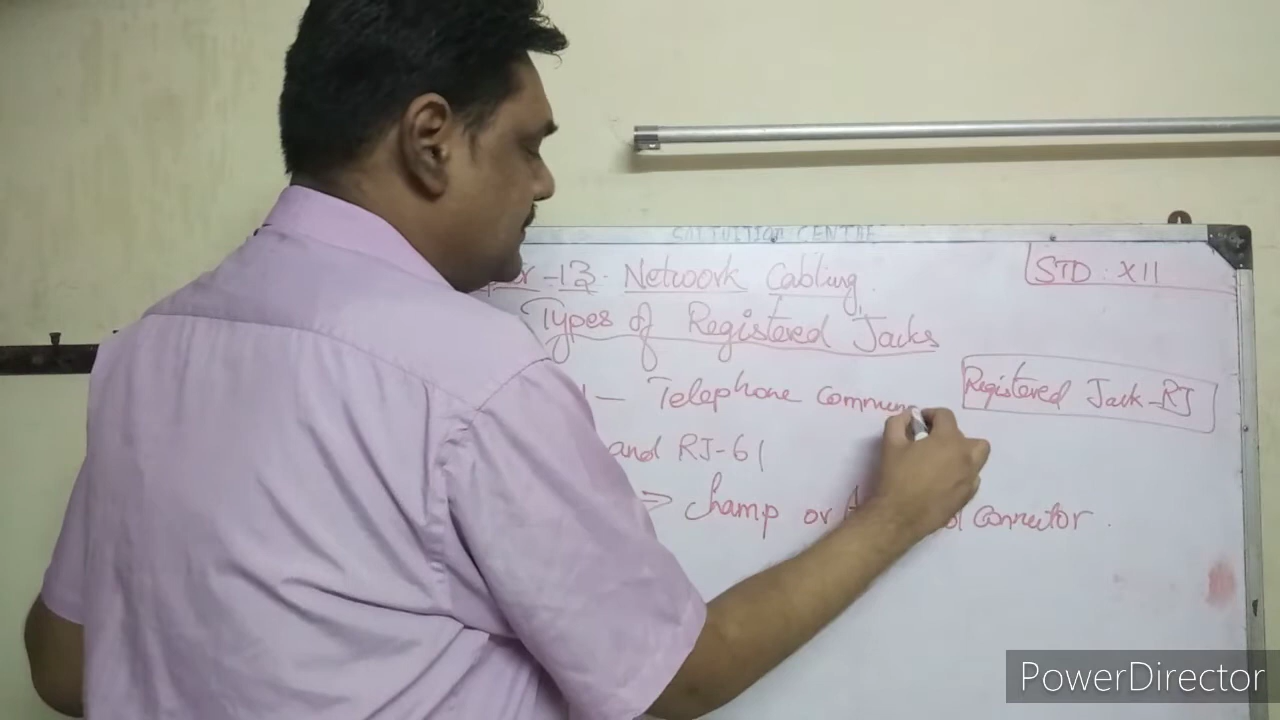 SAI TUITION CENTRE
-13. Network Cabling.
STD : XII
Types of Registered Jacks
Registered Jack-RJ
— Telephone commun
and RJ-61
=> Champ or A Connector.
PowerDirector